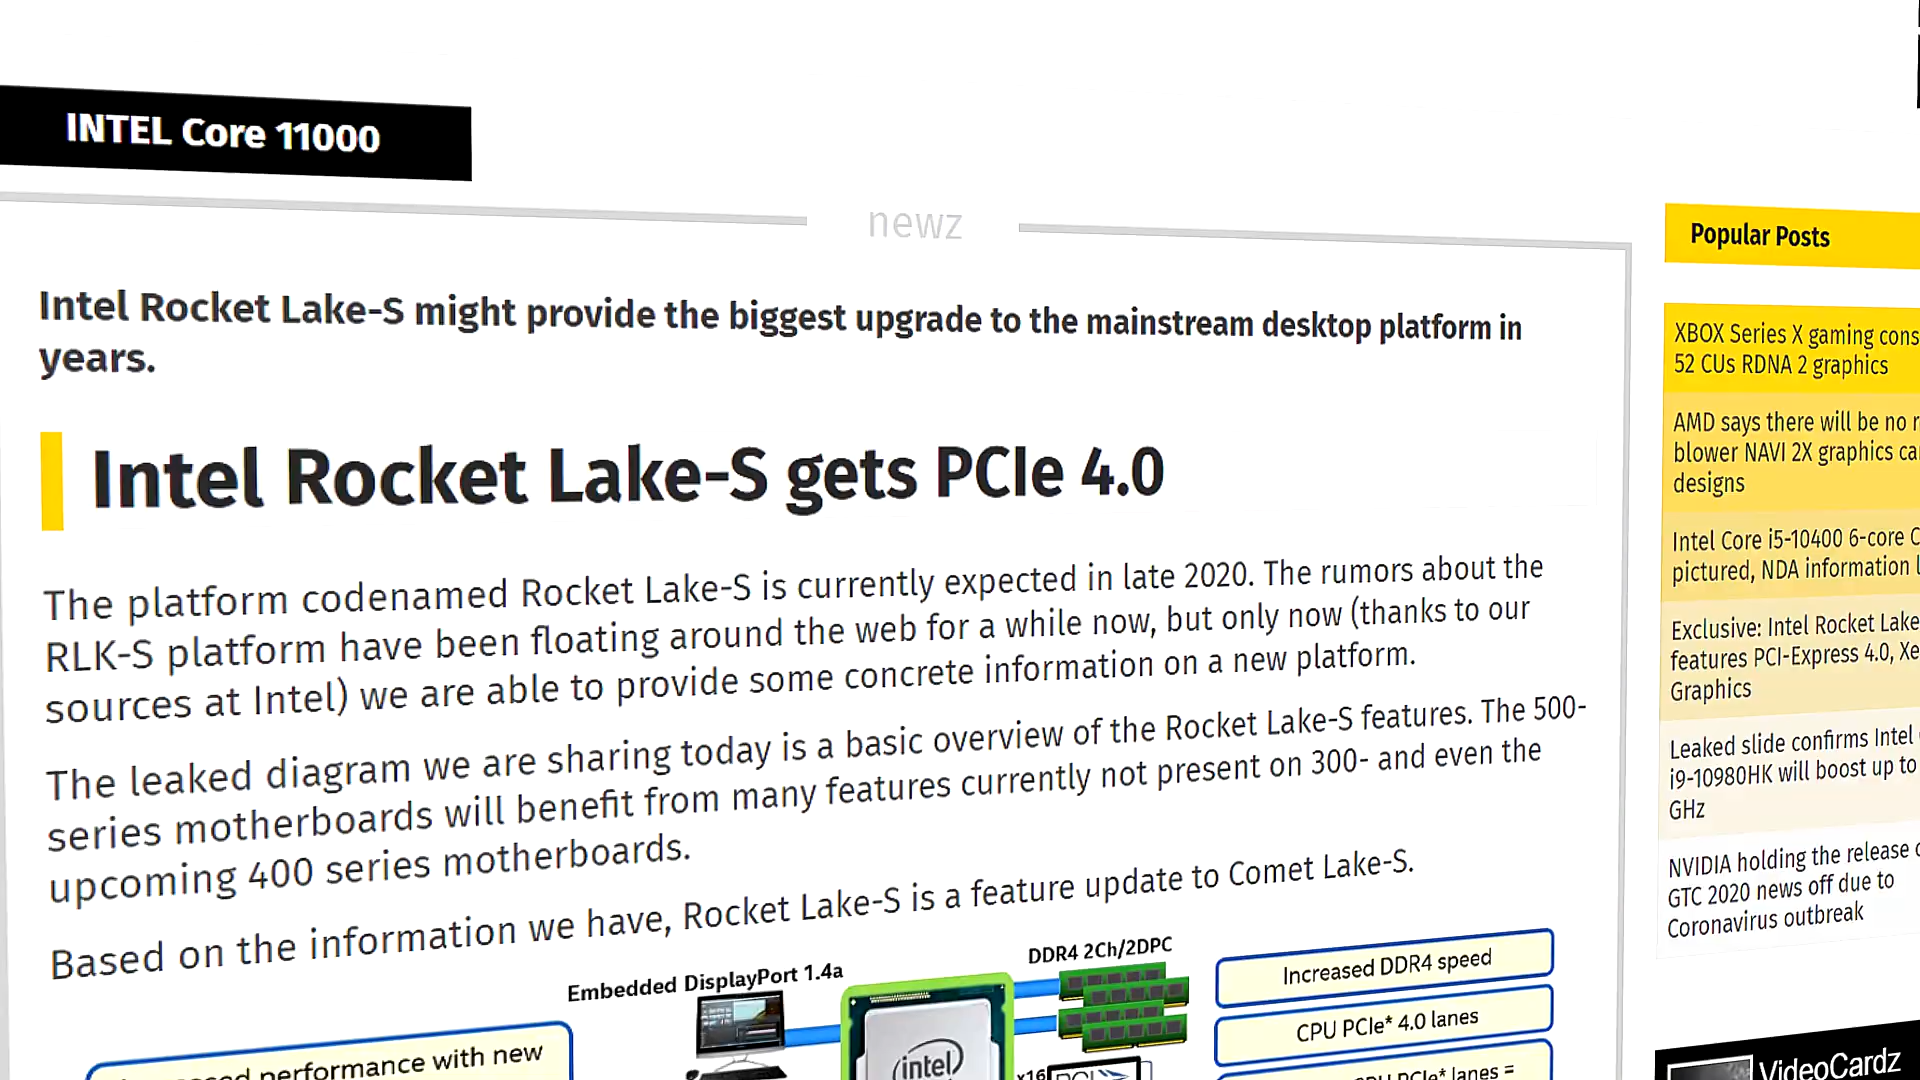 INTEL Core 11000
newz
Intel Rocket Lake-S might provide the biggest upgrade to the mainstream desktop platform in
years.
Intel Rocket Lake-S gets PCIe 4.0
The platform codenamed Rocket Lake-S is currently expected in late 2020. The rumors about the
RLK-S platform have been floating around the web for a while now, but only now (thanks to our
sources at Intel) we are able to provide some concrete information on a new platform.
The leaked diagram we are sharing today is a basic overview of the Rocket Lake-S features. The 500-
series motherboards will benefit from many features currently not present on 300- and even the
upcoming 400 series motherboards.
Based on the information we have, Rocket Lake-S is a feature update to Comet Lake-S.
Embedded DisplayPort 1.4a
DDR4 2Ch/2DPC
Increased DDR4 speed
CPU PCIe* 4.0 lanes
PCIe* lanes =
performance with new
intel
x16
Popular Posts
XBOX Series X gaming
52 CUs RDNA 2 graphics
AMD says there will be no
blower NAVI 2X graphics
designs
Intel Core i5-10400 6-core
pictured, NDA information
Exclusive: Intel Rocket Lake
features PCI-Express 4.0, Xe
Graphics
Leaked slide confirms Intel
i9-10980HK will boost up to
GHz
NVIDIA holding the release
GTC 2020 news off due to
Coronavirus outbreak
VideoCardz